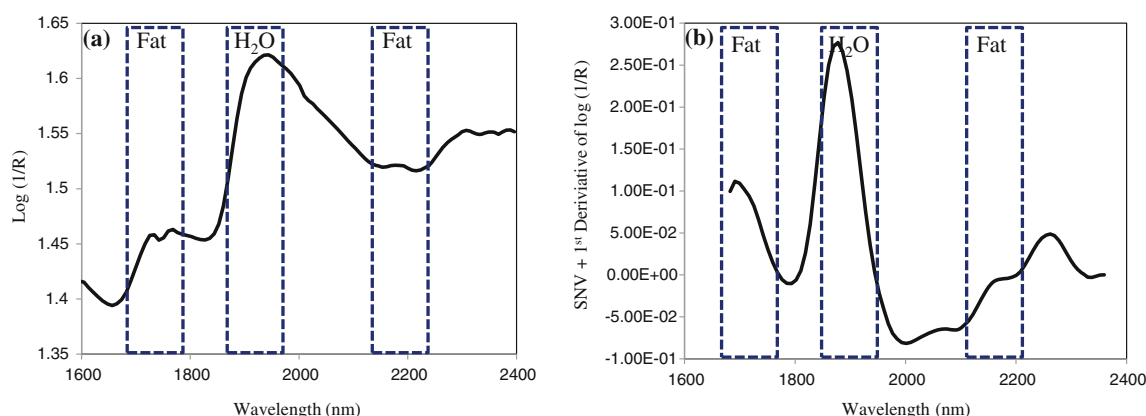 (a)
Fat
H₂O
Fat
1.65
1.6
1.55
1.5
1.45
1.4
1.35
Log (1/R)
1600
1800
2000
2200
2400
Wavelength (nm)
(b)
Fat
H₂O
Fat
3.00E-01
2.50E-01
2.00E-01
1.50E-01
1.00E-01
5.00E-02
0.00E+00
-5.00E-02
-1.00E-01
SNV + 1st Deriviative of log (1/R)
1600
1800
2000
2200
2400
Wavelength (nm)